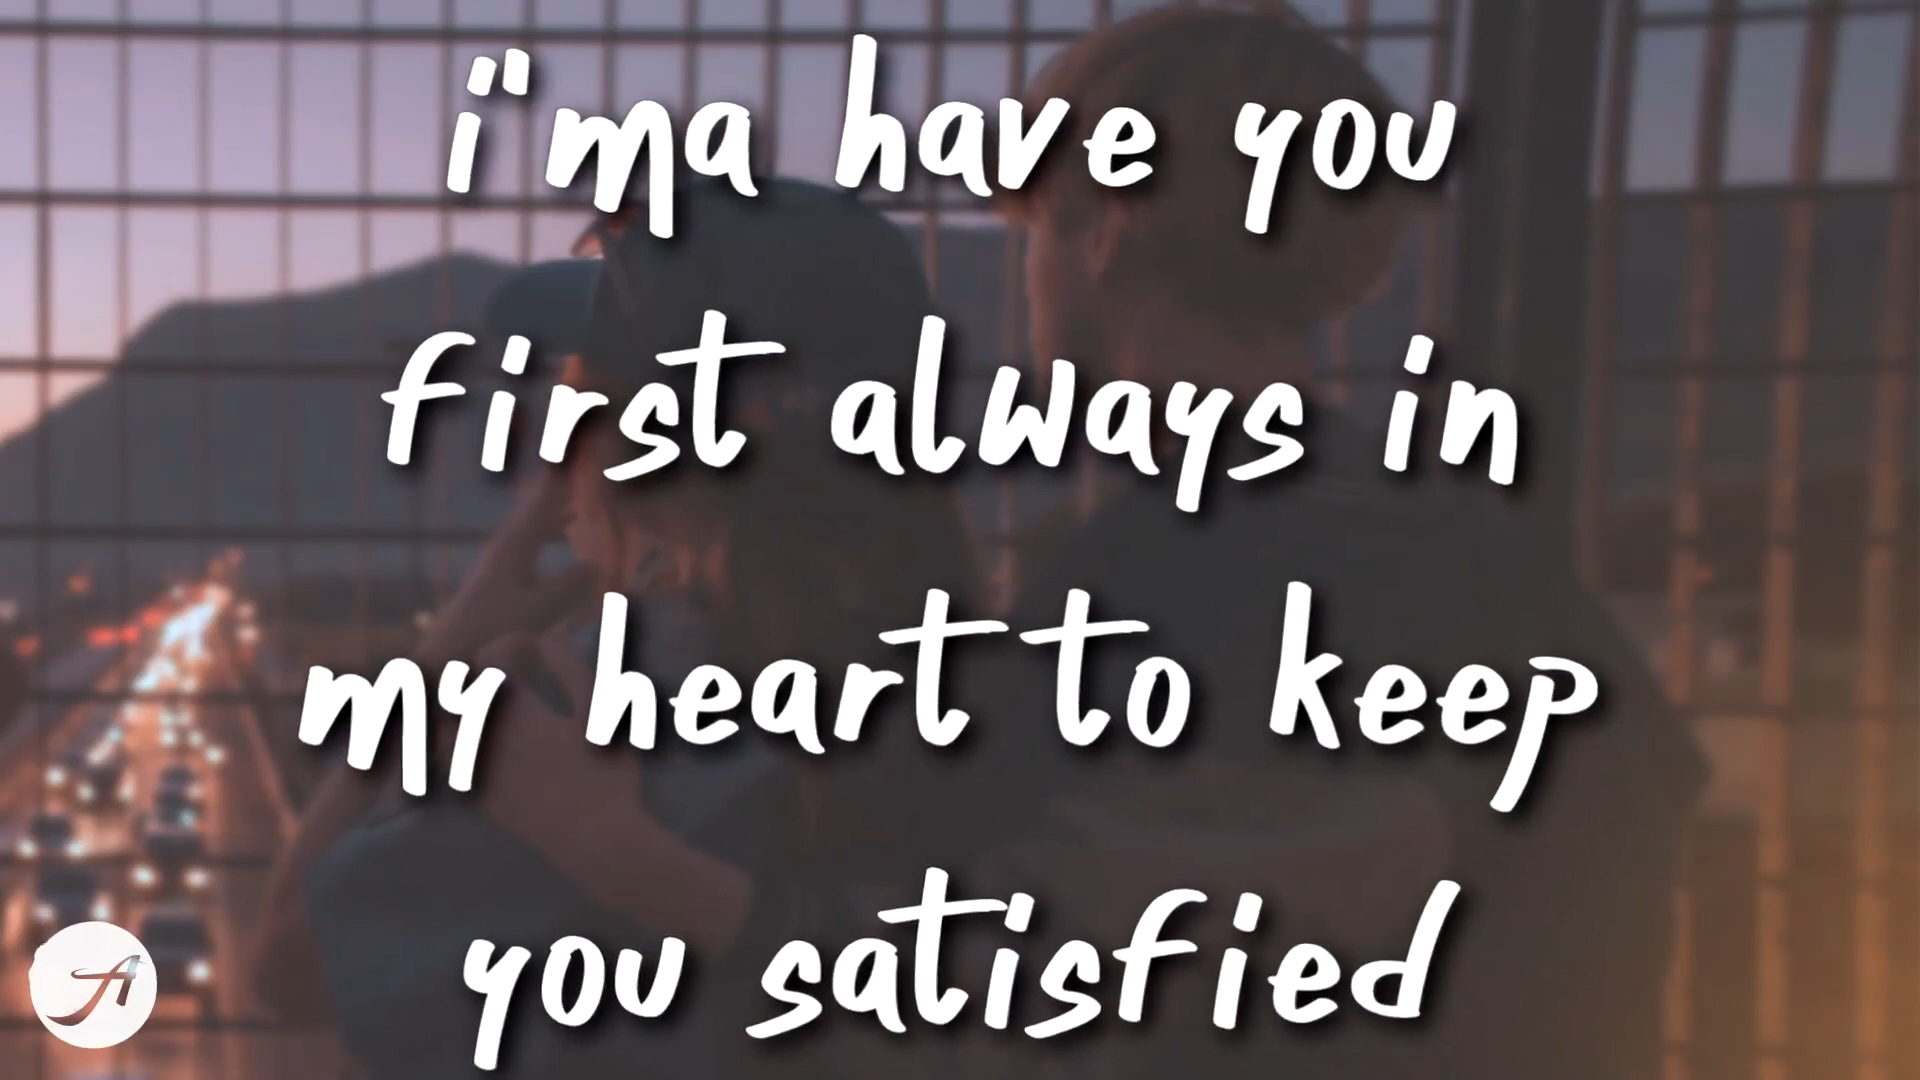 i"ma have you
first always in
my heart to keep
you satisfied
A